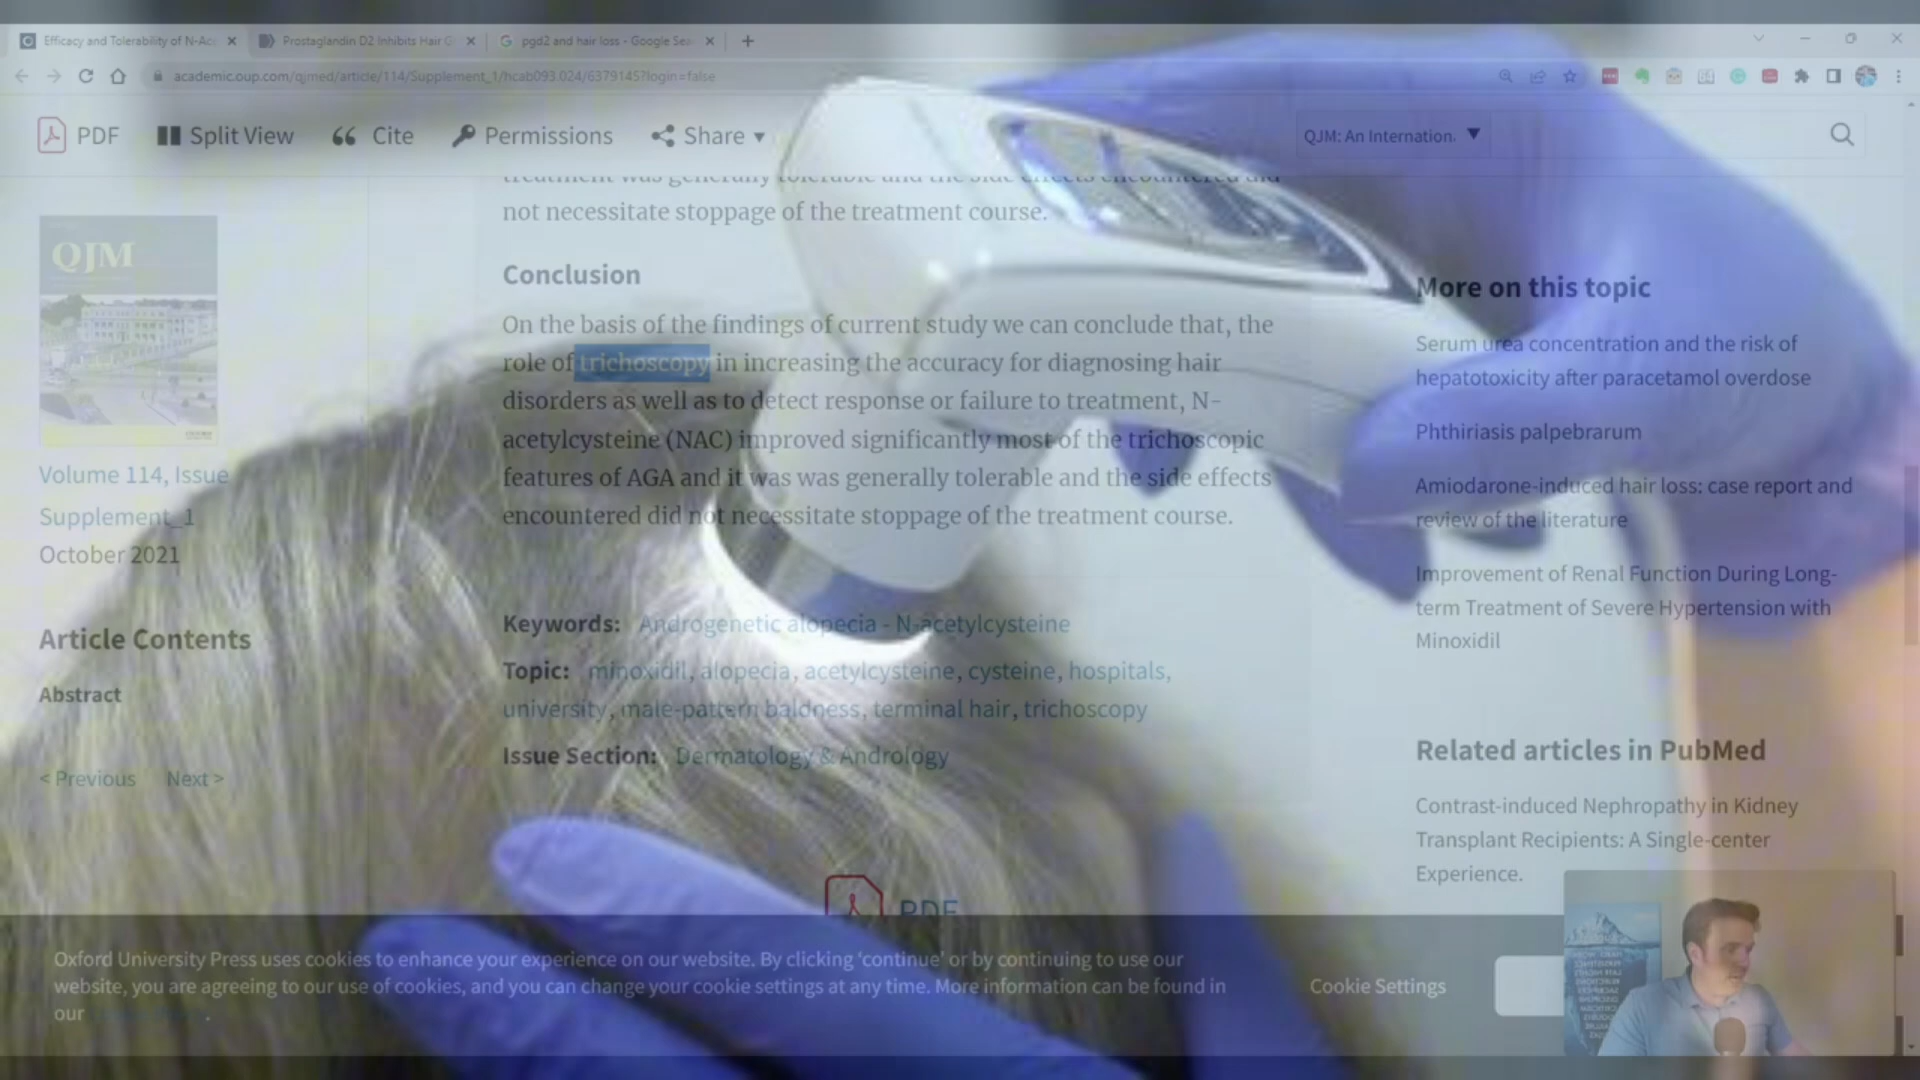 Efficacy and Tolerability of N-Ac
Prostaglandin D2 Inhibits Hair G
pgd2 and hair loss - Google Sea
academic.oup.com/qjmed/article/114/Supplement_1/hcab093.024/6379145?login=false
PDF
Split View
Cite
Permissions
Share
QJM: An Internation.
treatment was generally tolerable and the side effects encountered did
not necessitate stoppage of the treatment course.
QJM
Volume 114, Issue
Supplement_1
October 2021
Article Contents
Abstract
< Previous Next >
Conclusion
On the basis of the findings of current study we can conclude that, the
role of trichoscopy in increasing the accuracy for diagnosing hair
disorders as well as to detect response or failure to treatment, N-
acetylcysteine (NAC) improved significantly most of the trichoscopic
features of AGA and it was was generally tolerable and the side effects
encountered did not necessitate stoppage of the treatment course.
Keywords: Androgenetic alopecia - N-acetylcysteine
Topic: minoxidil, alopecia, acetylcysteine, cysteine, hospitals,
university, male-pattern baldness, terminal hair, trichoscopy
Issue Section: Dermatology & Andrology
PDF
More on this topic
Serum urea concentration and the risk of
hepatotoxicity after paracetamol overdose
Phthiriasis palpebrarum
Amiodarone-induced hair loss: case report and
review of the literature
Improvement of Renal Function During Long-
term Treatment of Severe Hypertension with
Minoxidil
Related articles in PubMed
Contrast-induced Nephropathy in Kidney
Transplant Recipients: A Single-center
Experience.
Oxford University Press uses cookies to enhance your experience on our website. By clicking 'continue' or by continuing to use our
website, you are agreeing to our use of cookies, and you can change your cookie settings at any time. More information can be found in
our .
Cookie Settings